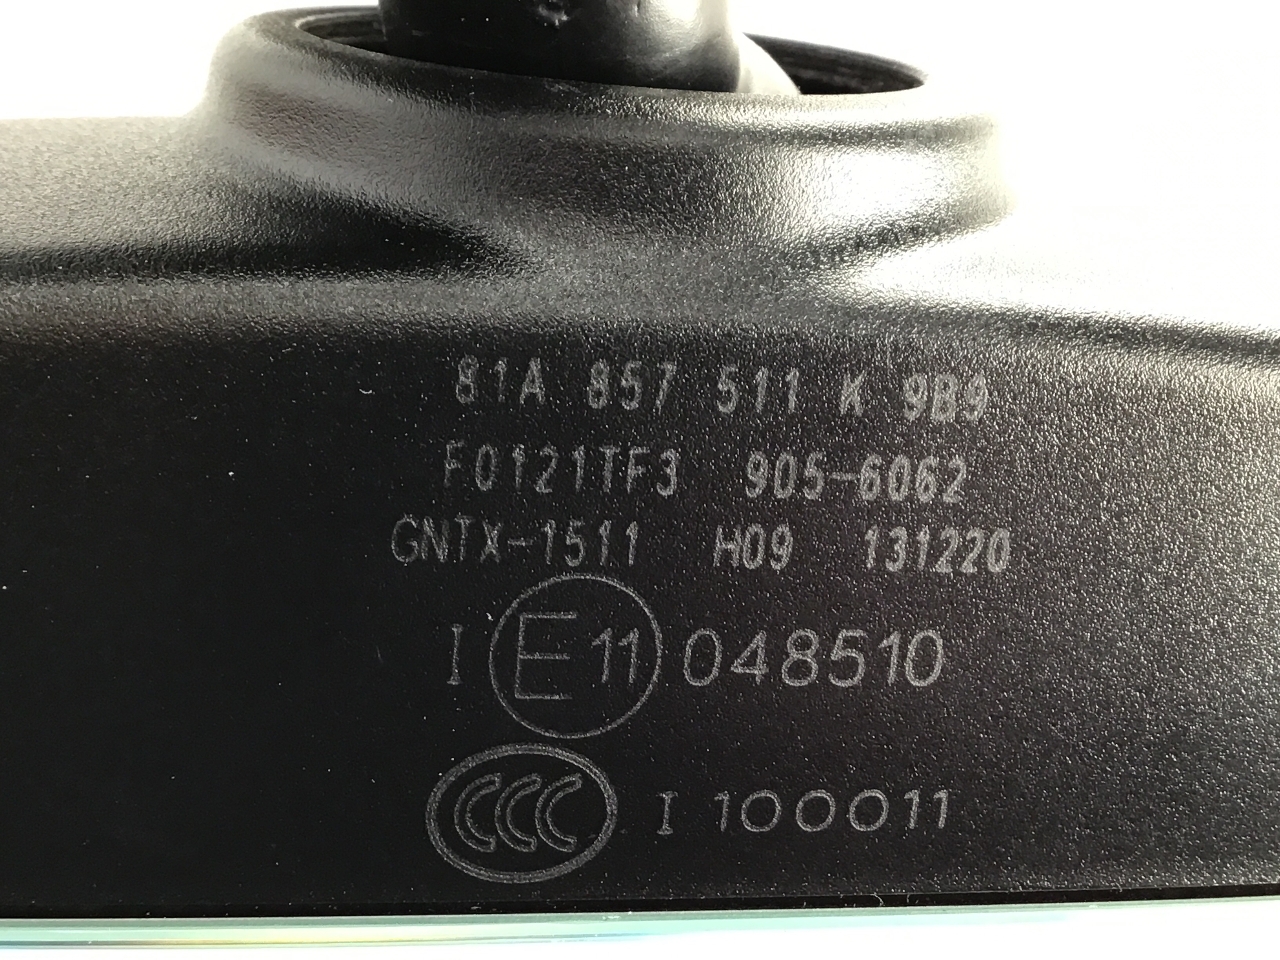 81A 857 511 K 9B9
F0121TF3 905-6062
GNTX-1511 H09 131220
I E11 048510
CCC I 100011